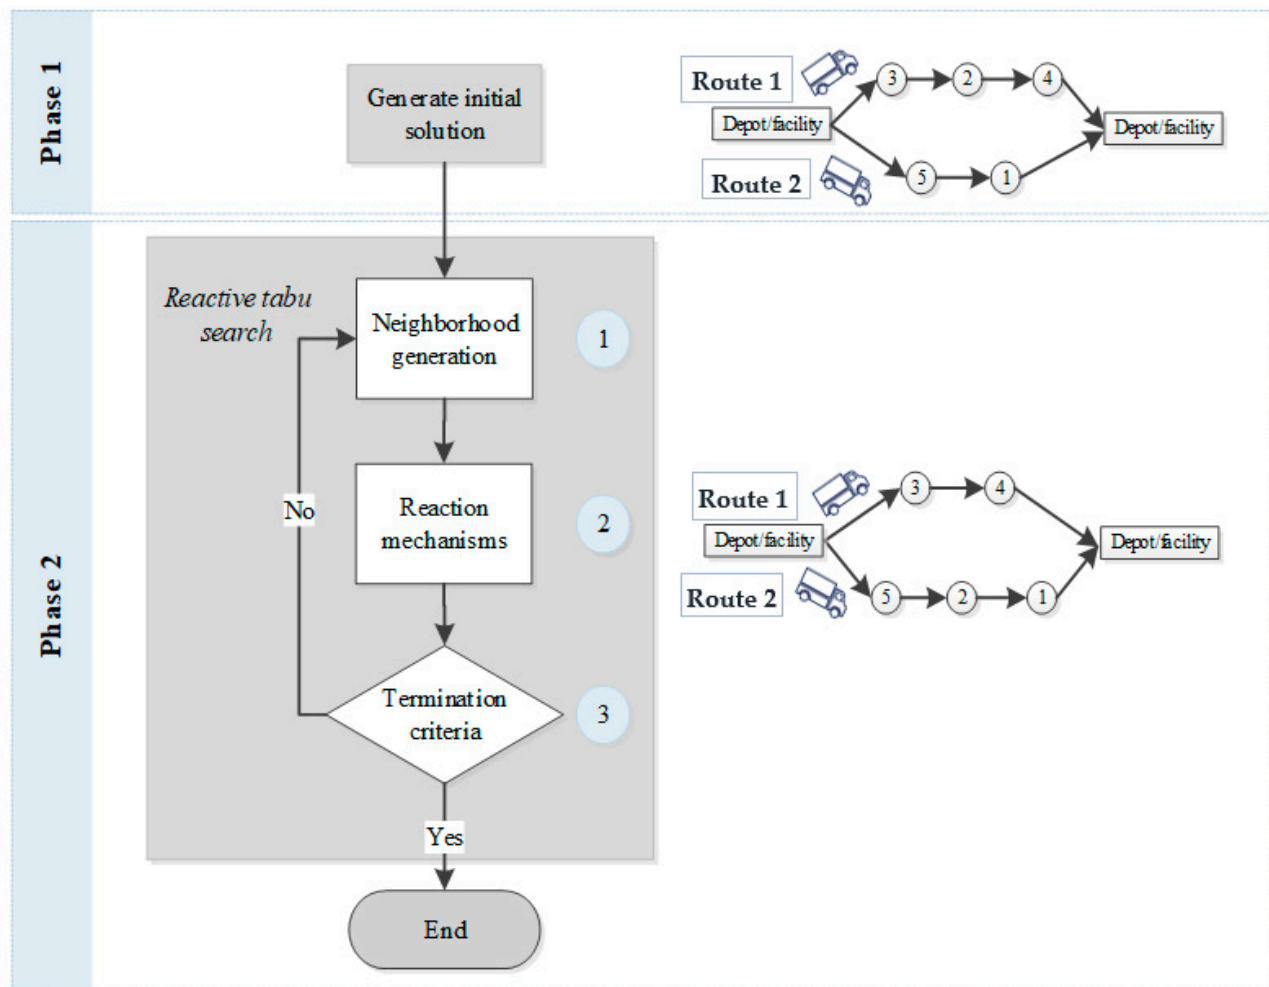 Phase 1
Generate initial
solution
Route 1
3
2
4
Depot/facility
Depot/facility
Route 2
5
1
Phase 2
Reactive tabu
search
Neighborhood
generation
1
Reaction
mechanisms
2
No
Termination
criteria
3
Yes
End
Route 1
3
4
Depot/facility
Depot/facility
Route 2
5
2
1